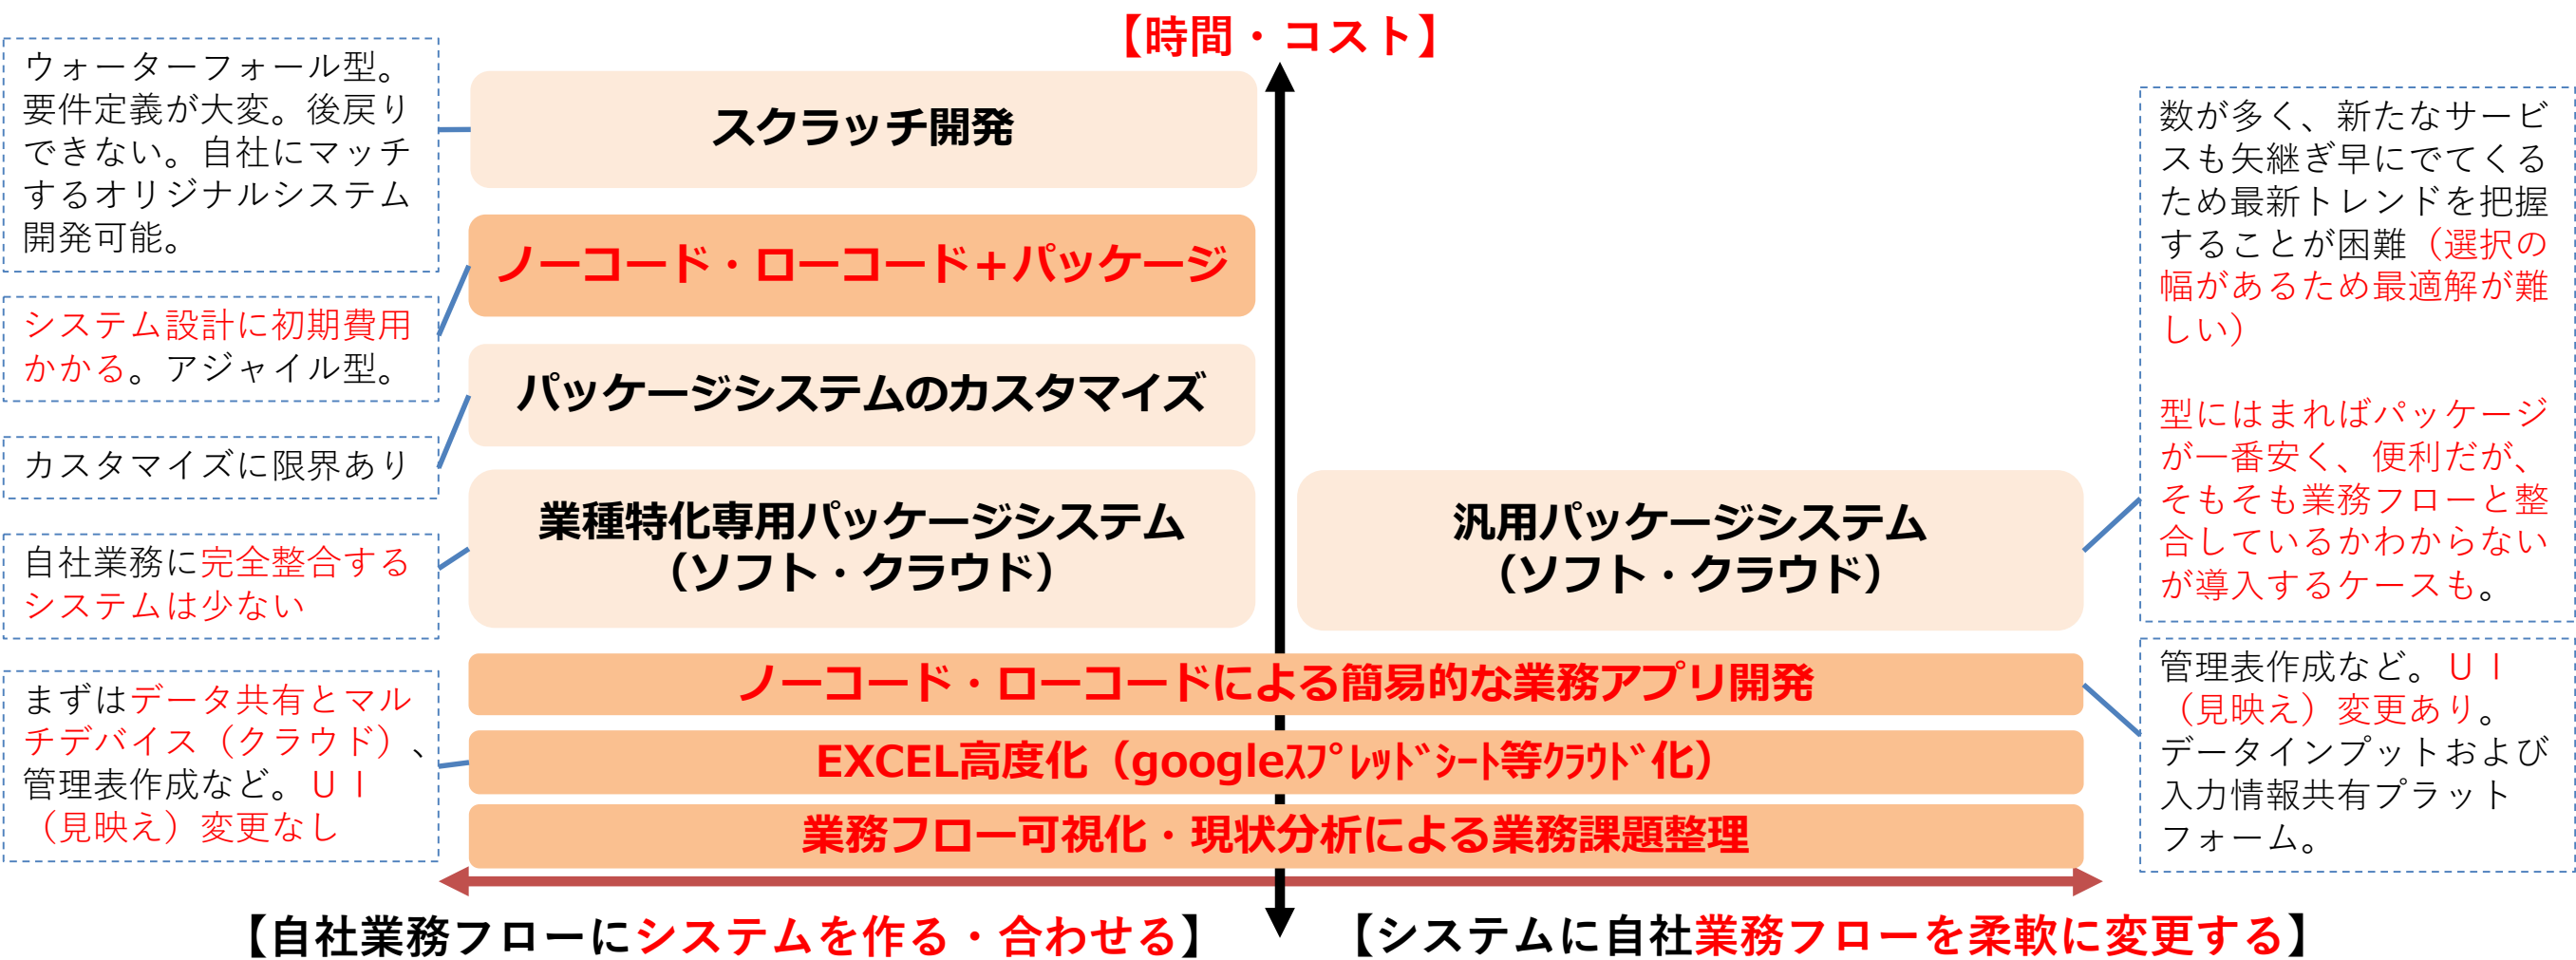 【時間・コスト】
ウォーターフォール型。
要件定義が大変。後戻り
できない。自社にマッチ
するオリジナルシステム
開発可能。
システム設計に初期費用
かかる。アジャイル型。
カスタマイズに限界あり
自社業務に完全整合する
システムは少ない
まずはデータ共有とマル
チデバイス（クラウド）、
管理表作成など。ＵＩ
（見映え）変更なし
スクラッチ開発
ノーコード・ローコード＋パッケージ
パッケージシステムのカスタマイズ
業種特化専用パッケージシステム
（ソフト・クラウド）
汎用パッケージシステム
（ソフト・クラウド）
ノーコード・ローコードによる簡易的な業務アプリ開発
EXCEL高度化（googleｽﾌﾟﾚｯﾄﾞｼｰﾄ等ｸﾗｳﾄﾞ化）
業務フロー可視化・現状分析による業務課題整理
数が多く、新たなサービ
スも矢継ぎ早にでてくる
ため最新トレンドを把握
することが困難（選択の
幅があるため最適解が難
しい）
型にはまればパッケージ
が一番安く、便利だが、
そもそも業務フローと整
合しているかわからない
が導入するケースも。
管理表作成など。ＵＩ
（見映え）変更あり。
データインプットおよび
入力情報共有プラット
フォーム。
【自社業務フローにシステムを作る・合わせる】
【システムに自社業務フローを柔軟に変更する】